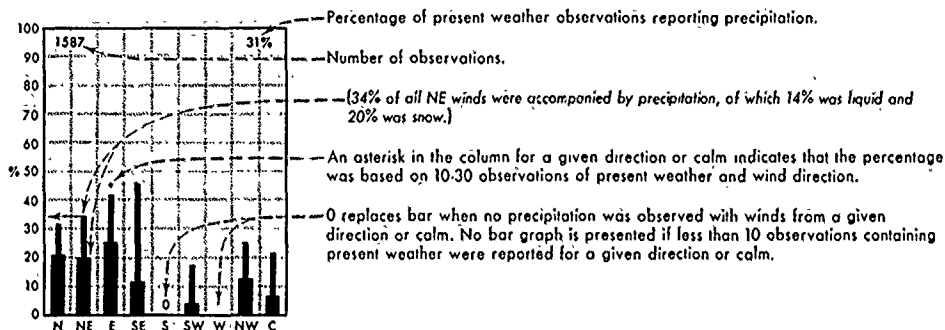 Percentage of present weather observations reporting precipitation.
100
1587
31%
90
Number of observations.
80
(34% of all NE winds were accompanied by precipitation, of which 14% was liquid and
20% was snow.)
70
60
An asterisk in the column for a given direction or calm indicates that the percentage
was based on 10-30 observations of present weather and wind direction.
% 50
40
30
0 replaces bar when no precipitation was observed with winds from a given
direction or calm. No bar graph is presented if less than 10 observations containing
present weather were reported for a given direction or calm.
20
10
0
0
N NE E SE S SW W NW C